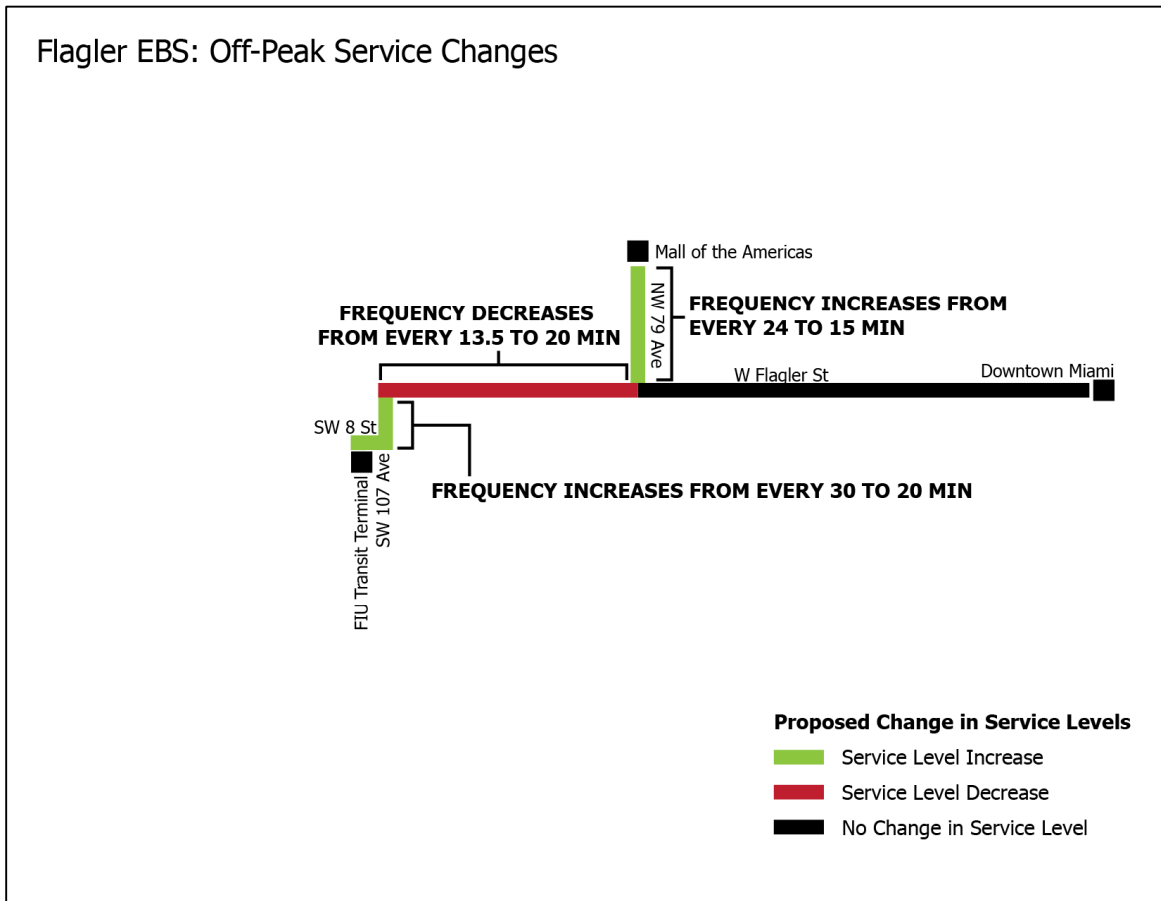 Flagler EBS: Off-Peak Service Changes
Mall of the Americas
NW 79 Ave
FREQUENCY INCREASES FROM
EVERY 24 TO 15 MIN
FREQUENCY DECREASES
FROM EVERY 13.5 TO 20 MIN
W Flagler St
Downtown Miami
SW 8 St
SW 107 Ave
FIU Transit Terminal
FREQUENCY INCREASES FROM EVERY 30 TO 20 MIN
Proposed Change in Service Levels
Service Level Increase
Service Level Decrease
No Change in Service Level